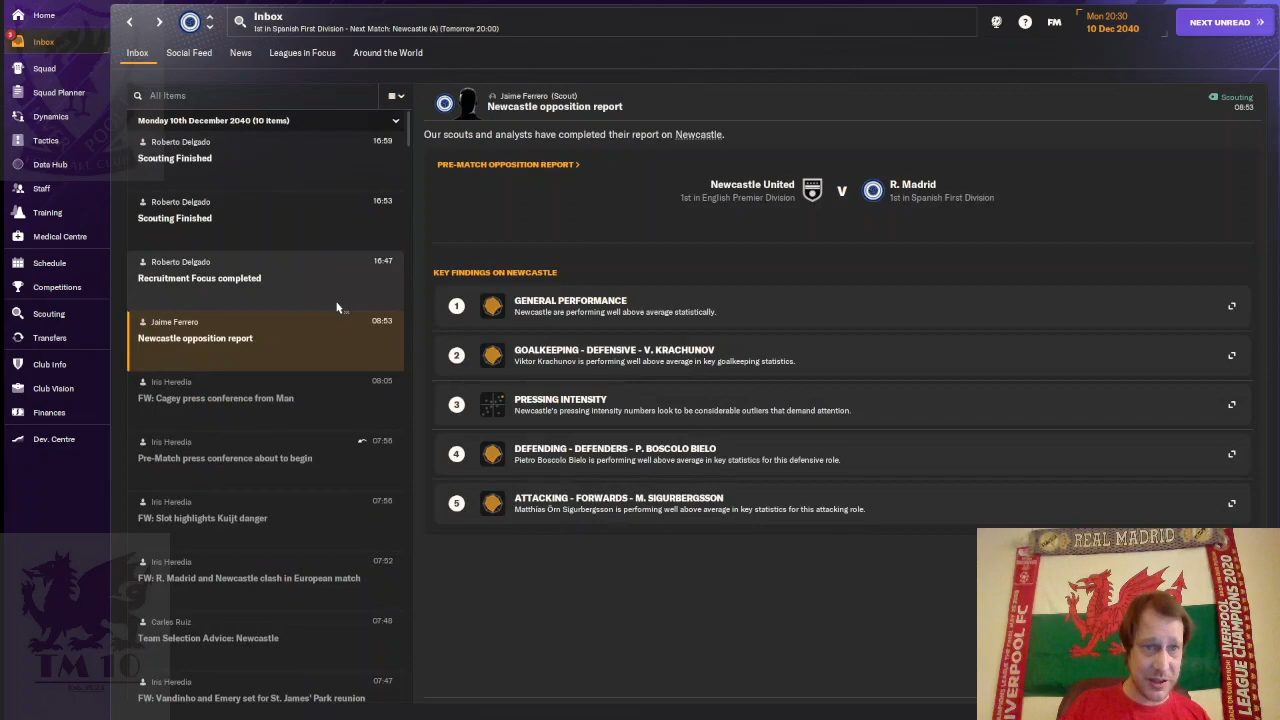 Home
3
Inbox
Squad
Squad Planner
Dynamics
Tactics
Data Hub
Staff
Training
Medical Centre
Schedule
Competitions
Scouting
Transfers
Club Info
Club Vision
Finances
Dev. Centre
TM 10
Inbox
1st in Spanish First Division - Next Match: Newcastle (A) (Tomorrow 20:00)
FM
Mon 20:30
10 Dec 2040
NEXT UNREAD
Inbox
Social Feed
News
Leagues in Focus
Around the World
All Items
Monday 10th December 2040 (10 Items)
Roberto Delgado 16:59
Scouting Finished
Roberto Delgado 16:53
Scouting Finished
Roberto Delgado 16:47
Recruitment Focus completed
Jaime Ferrero 08:53
Newcastle opposition report
Iris Heredia 08:05
FW: Cagey press conference from Man
Iris Heredia 07:56
Pre-Match press conference about to begin
Iris Heredia 07:56
FW: Slot highlights Kuijt danger
Iris Heredia 07:52
FW: R. Madrid and Newcastle clash in European match
Carles Ruiz 07:48
Team Selection Advice: Newcastle
Iris Heredia 07:47
FW: Vandinho and Emery set for St. James' Park reunion
Jaime Ferrero (Scout)
Newcastle opposition report
Scouting
08:53
Our scouts and analysts have completed their report on Newcastle.
PRE-MATCH OPPOSITION REPORT >
Newcastle United
1st in English Premier Division
V
R. Madrid
1st in Spanish First Division
KEY FINDINGS ON NEWCASTLE
1 GENERAL PERFORMANCE
Newcastle are performing well above average statistically.
2 GOALKEEPING - DEFENSIVE - V. KRACHUNOV
Viktor Krachunov is performing well above average in key goalkeeping statistics.
3 PRESSING INTENSITY
Newcastle's pressing intensity numbers look to be considerable outliers that demand attention.
4 DEFENDING - DEFENDERS - P. BOSCOLO BIELO
Pietro Boscolo Bielo is performing well above average in key statistics for this defensive role.
5 ATTACKING - FORWARDS - M. SIGURBERGSSON
Matthías Örn Sigurbergsson is performing well above average in key statistics for this attacking role.
REAL MADRID
LIVERPOOL FC
LIVERPOOL
LEAGUE CHAMPIONS 2020